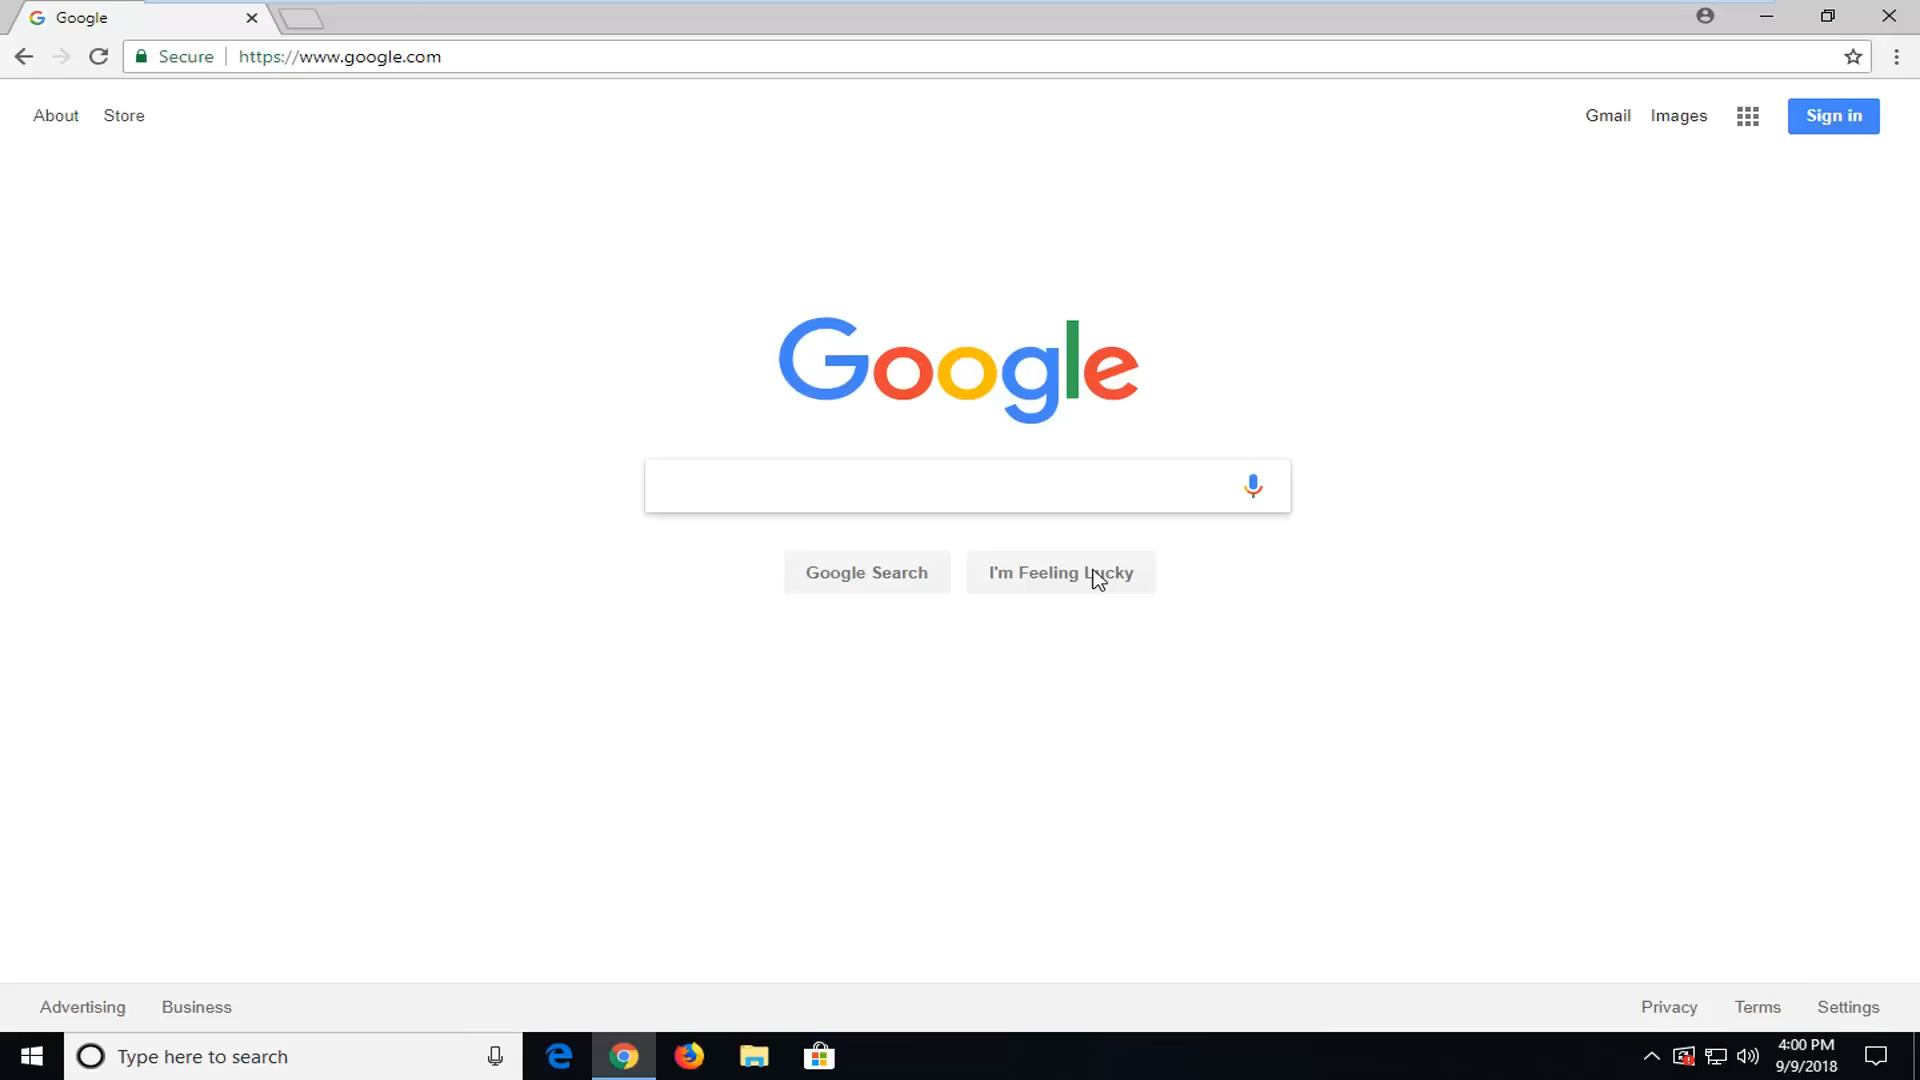 Google
Secure https://www.google.com
About Store Gmail Images Sign in
Google
Google Search I'm Feeling Lucky
Advertising Business Privacy Terms Settings
Type here to search
4:00 PM
9/9/2018